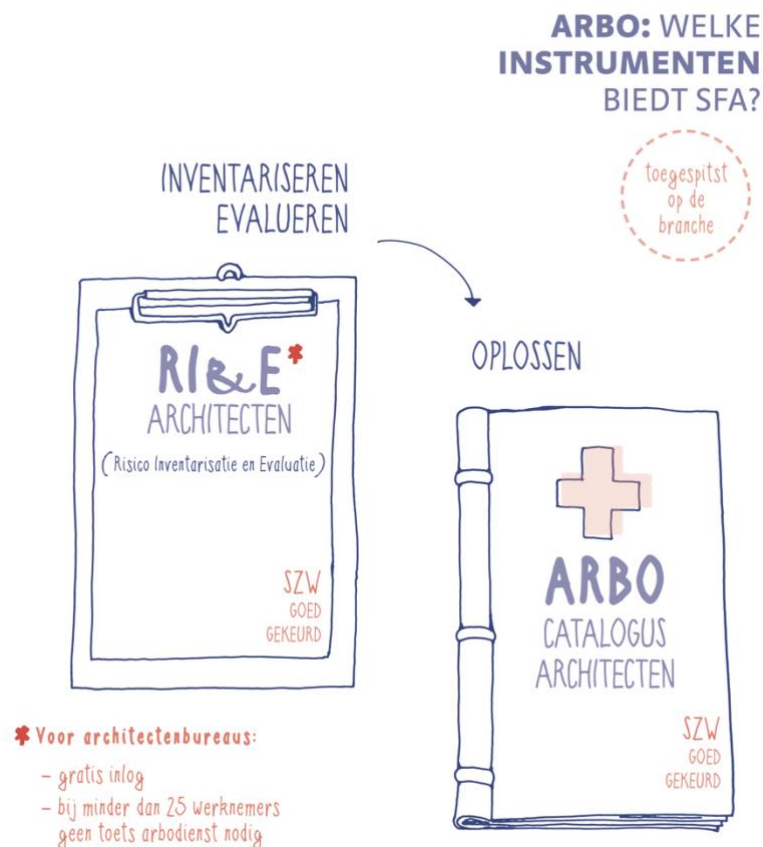 ARBO: WELKE
INSTRUMENTEN
BIEDT SFA?
toegespitst
op de
branche
INVENTARISEREN
EVALUEREN
RI&E*
ARCHITECTEN
(Risico Inventarisatie en Evaluatie)
SZW
GOED
GEKEURD
OPLOSSEN
ARBO
CATALOGUS
ARCHITECTEN
SZW
GOED
GEKEURD
* Voor architectenbureaus:
– gratis inlog
– bij minder dan 25 werknemers
geen toets arbodienst nodig